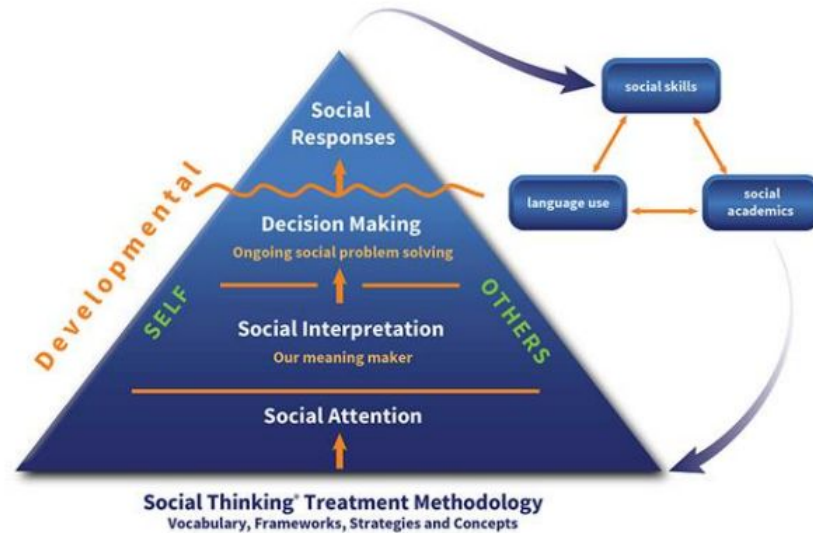 Social
Responses
Developmental
Decision Making
Ongoing social problem solving
SELF
OTHERS
Social Interpretation
Our meaning maker
Social Attention
Social Thinking® Treatment Methodology
Vocabulary, Frameworks, Strategies and Concepts
social skills
language use
social
academics